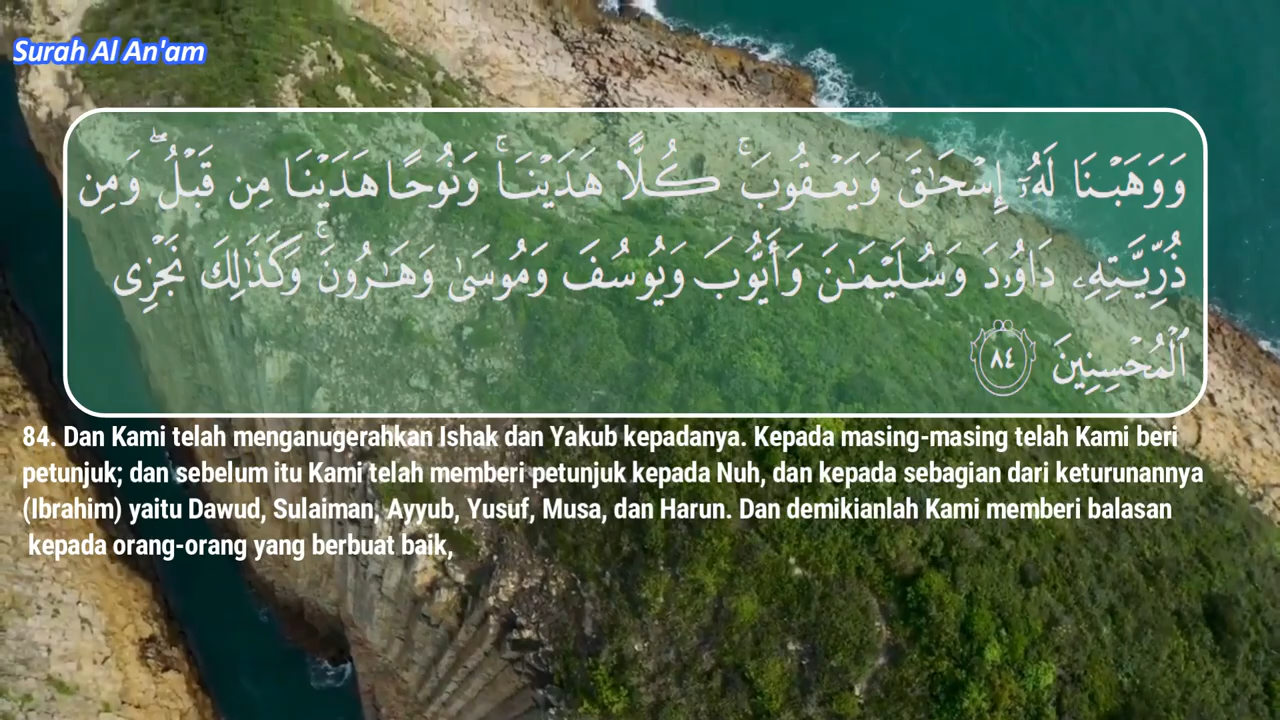 Surah Al An'am
وَوَهَبْنَا لَهُۥٓ إِسْحَـٰقَ وَيَعْقُوبَ ۚ كُلًّا هَدَيْنَا ۚ وَنُوحًا هَدَيْنَا مِن قَبْلُ ۖ وَمِن
ذُرِّيَّتِهِۦ دَاوُۥدَ وَسُلَيْمَـٰنَ وَأَيُّوبَ وَيُوسُفَ وَمُوسَىٰ وَهَـٰرُونَ ۚ وَكَذَٰلِكَ نَجْزِى
ٱلْمُحْسِنِينَ ٨٤
84. Dan Kami telah menganugerahkan Ishak dan Yakub kepadanya. Kepada masing-masing telah Kami beri
petunjuk; dan sebelum itu Kami telah memberi petunjuk kepada Nuh, dan kepada sebagian dari keturunannya
(Ibrahim) yaitu Dawud, Sulaiman, Ayyub, Yusuf, Musa, dan Harun. Dan demikianlah Kami memberi balasan
kepada orang-orang yang berbuat baik,